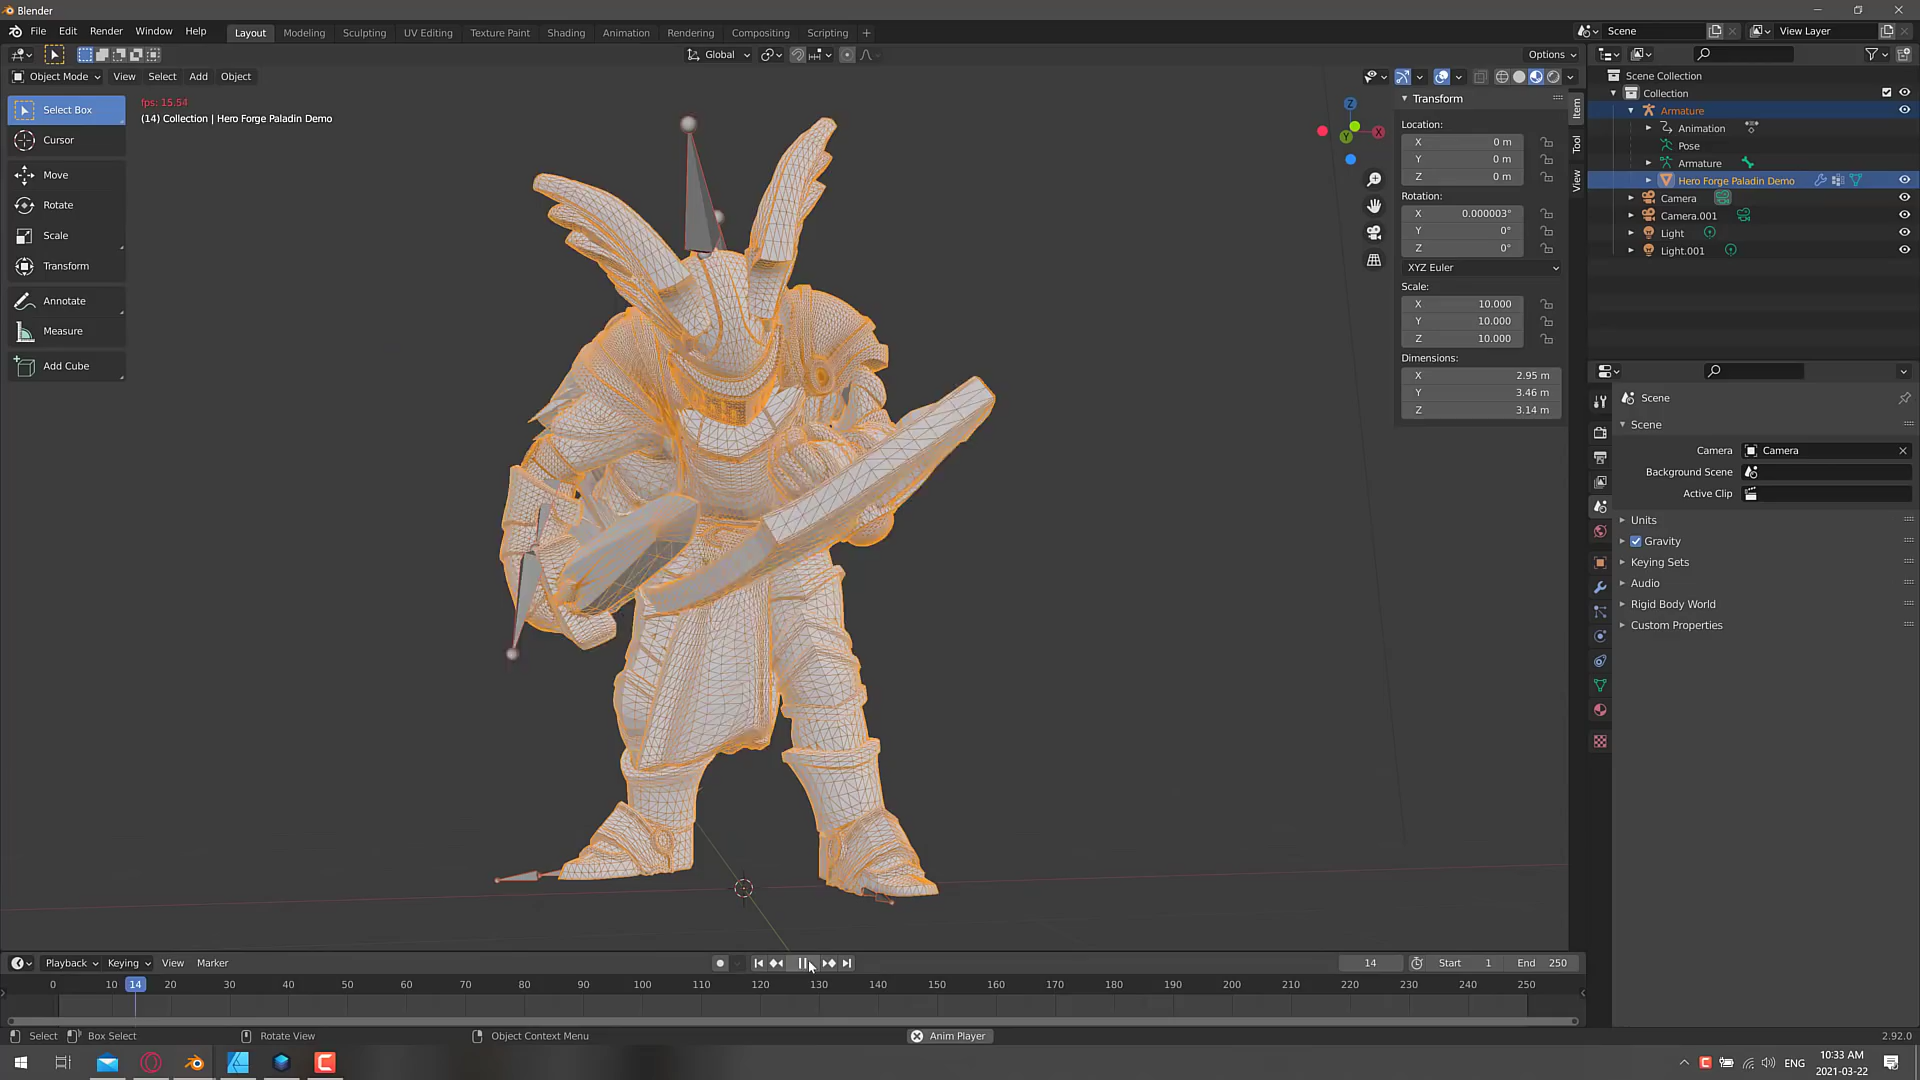 Blender
File Edit Render Window Help Layout Modeling Sculpting UV Editing Texture Paint Shading Animation Rendering Compositing Scripting + Scene View Layer
Global Options
Object Mode View Select Add Object
Select Box
Cursor
Move
Rotate
Scale
Transform
Annotate
Measure
Add Cube
fps: 15.54
(14) Collection | Hero Forge Paladin Demo
Z
X
Y
Transform
Location:
X 0 m
Y 0 m
Z 0 m
Rotation:
X 0.000003°
Y 0°
Z 0°
XYZ Euler
Scale:
X 10.000
Y 10.000
Z 10.000
Dimensions:
X 2.95 m
Y 3.46 m
Z 3.14 m
Item
Tool
View
Scene Collection
Collection
Armature
Animation
Pose
Armature
Hero Forge Paladin Demo
Camera
Camera.001
Light
Light.001
Scene
Scene
Camera Camera
Background Scene
Active Clip
Units
Gravity
Keying Sets
Audio
Rigid Body World
Custom Properties
Playback Keying View Marker 14 Start 1 End 250
0 10 14 20 30 40 50 60 70 80 90 100 110 120 130 140 150 160 170 180 190 200 210 220 230 240 250
Select Box Select Rotate View Object Context Menu Anim Player 2.92.0
ENG 10:33 AM
2021-03-22